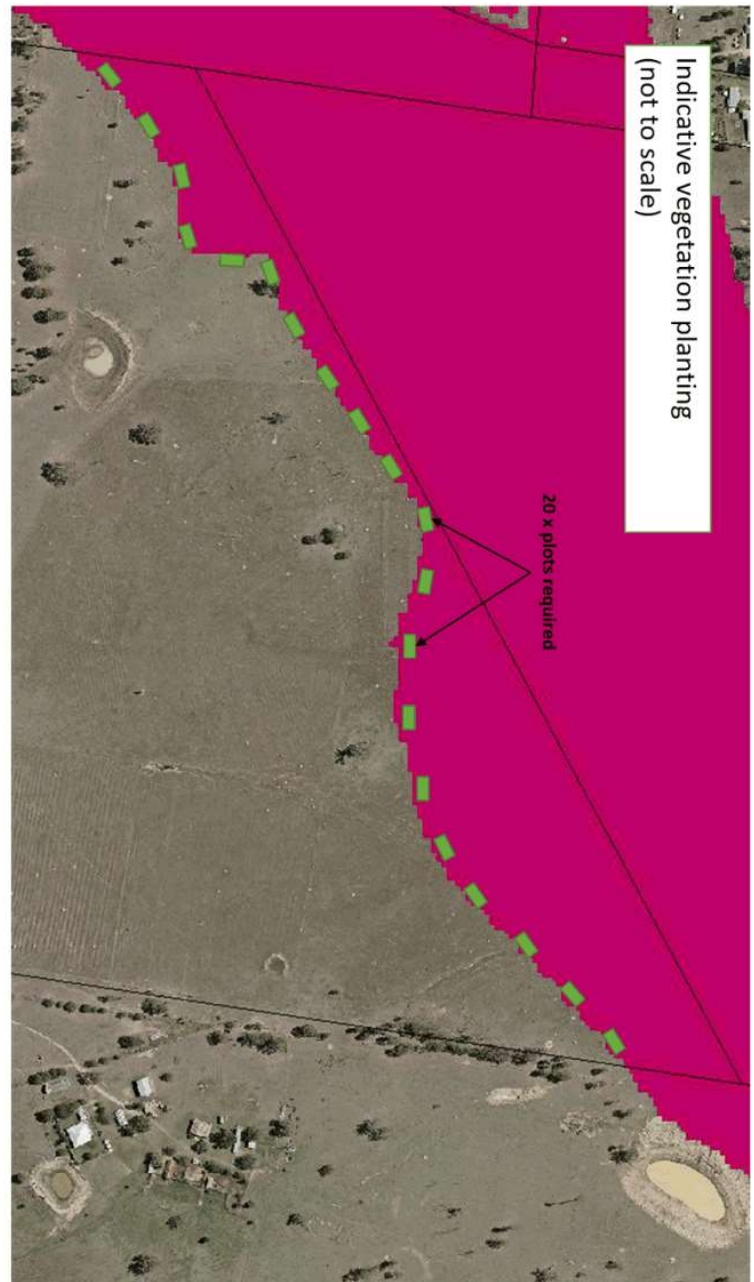 Indicative vegetation planting
(not to scale)
20 x plots required